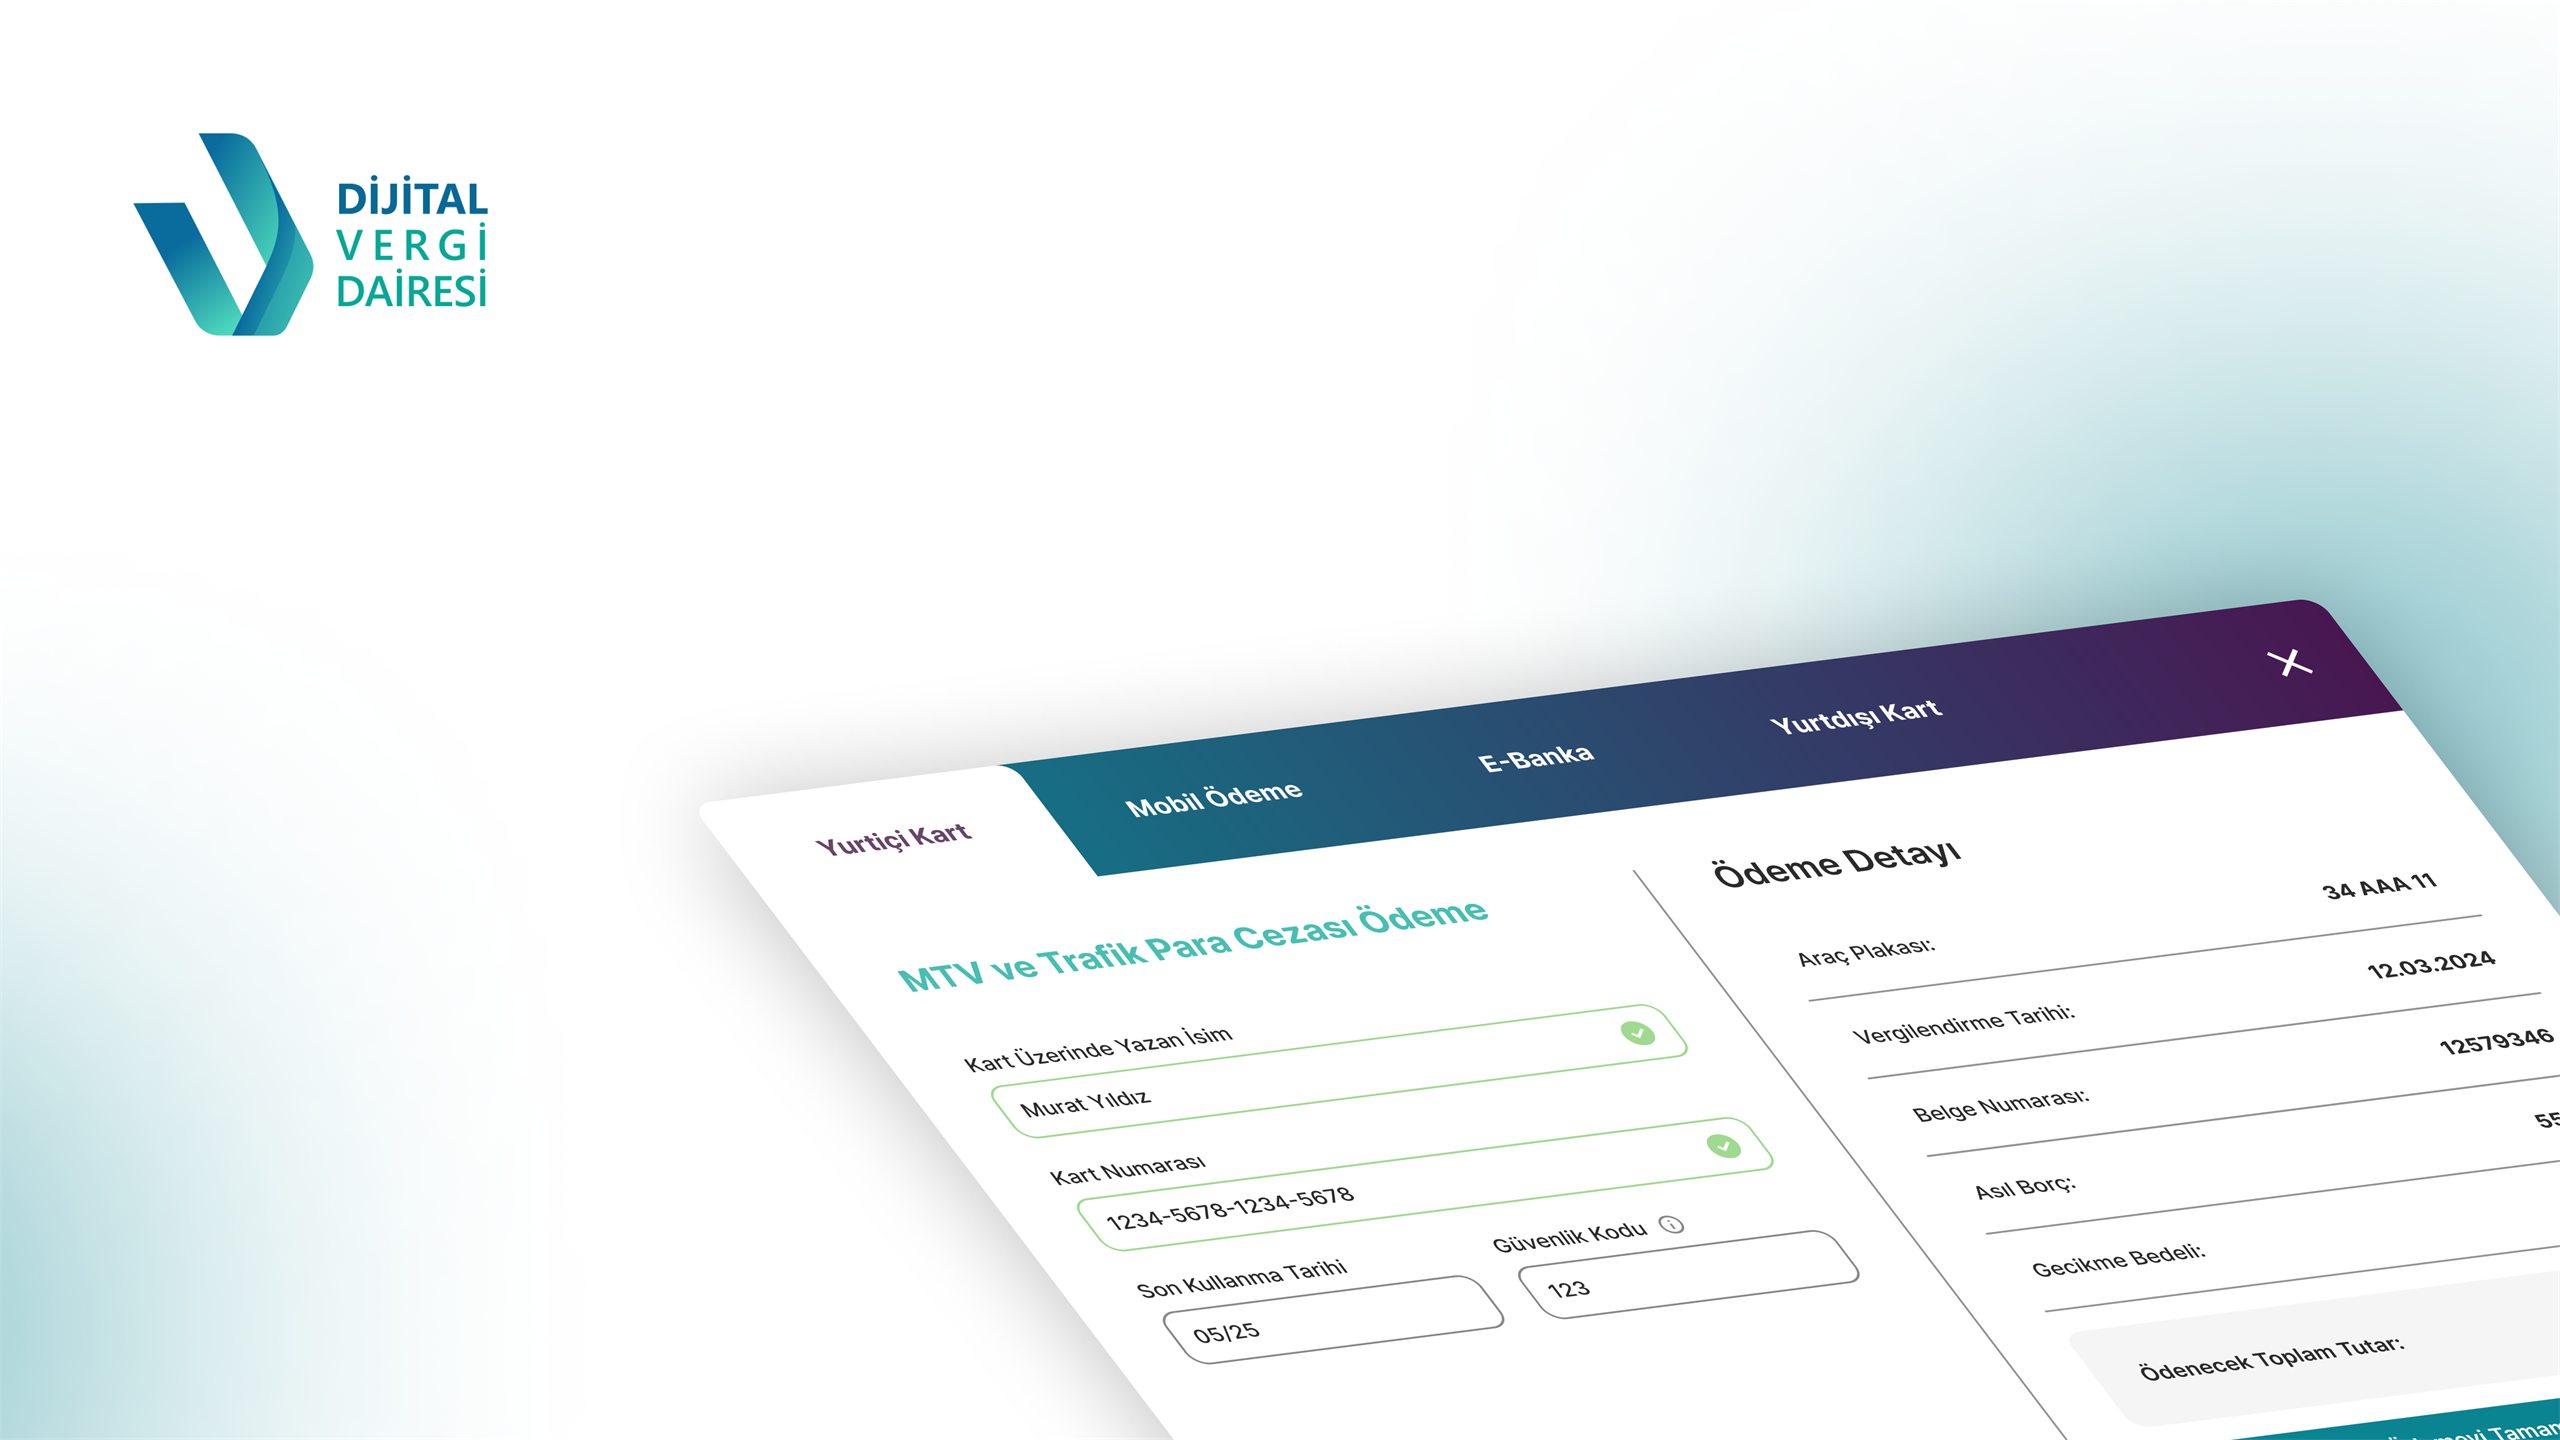 DİJİTAL
VERGİ
DAİRESİ
Yurtiçi Kart
Mobil Ödeme
E-Banka
Yurtdışı Kart
MTV ve Trafik Para Cezası Ödeme
Kart Üzerinde Yazan İsim
Murat Yıldız
Kart Numarası
1234-5678-1234-5678
Son Kullanma Tarihi
05/25
Güvenlik Kodu
123
Ödeme Detayı
Araç Plakası: 34 AAA 11
Vergilendirme Tarihi: 12.03.2024
Belge Numarası: 12579346
Asıl Borç: 55
Gecikme Bedeli:
Ödenecek Toplam Tutar: